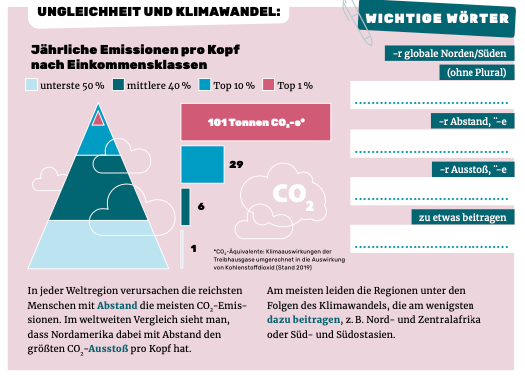 UNGLEICHHEIT UND KLIMAWANDEL:
Jährliche Emissionen pro Kopf
nach Einkommensklassen
unterste 50 % mittlere 40 % Top 10 % Top 1 %
101 Tonnen CO₂-e*
29
6
1
CO₂
*CO₂-Äquivalente: Klimaauswirkungen der
Treibhausgase umgerechnet in die Auswirkung
von Kohlenstoffdioxid (Stand 2019)
In jeder Weltregion verursachen die reichsten
Menschen mit Abstand die meisten CO₂-Emis-
sionen. Im weltweiten Vergleich sieht man,
dass Nordamerika dabei mit Abstand den
größten CO₂-Ausstoß pro Kopf hat.
Am meisten leiden die Regionen unter den
Folgen des Klimawandels, die am wenigsten
dazu beitragen, z. B. Nord- und Zentralafrika
oder Süd- und Südostasien.
WICHTIGE WÖRTER
-r globale Norden/Süden
(ohne Plural)
-r Abstand, ¨-e
-r Ausstoß, ¨-e
zu etwas beitragen